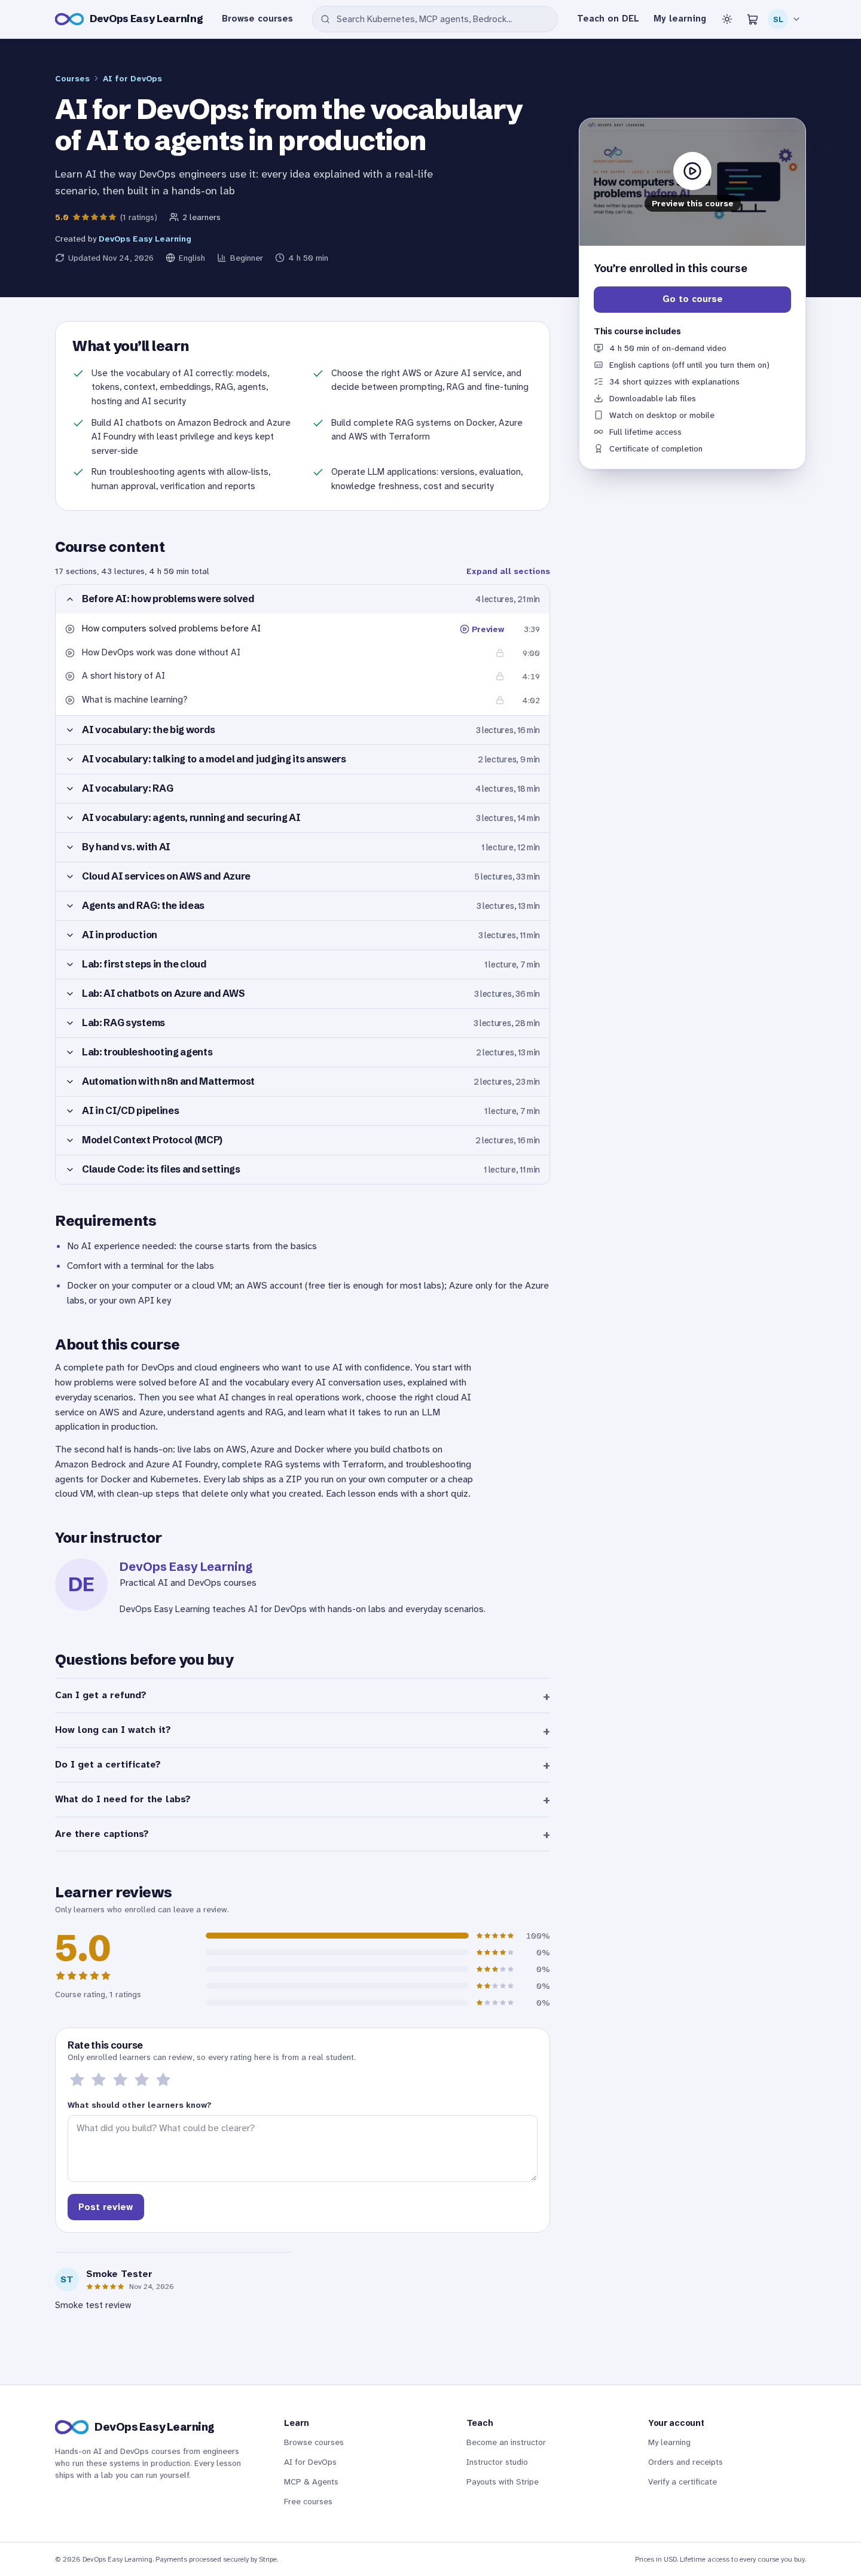 DevOps Easy Learning
Browse courses
Search Kubernetes, MCP agents, Bedrock...
Teach on DEL
My learning
SL
Courses > AI for DevOps
AI for DevOps: from the vocabulary
of AI to agents in production
Learn AI the way DevOps engineers use it: every idea explained with a real-life
scenario, then built in a hands-on lab
5.0 (1 ratings) 2 learners
Created by DevOps Easy Learning
Updated Nov 24, 2026 English Beginner 4 h 50 min
DEVOPS EASY LEARNING
How computers solved
problems before AI
Preview this course
You're enrolled in this course
Go to course
This course includes
4 h 50 min of on-demand video
English captions (off until you turn them on)
34 short quizzes with explanations
Downloadable lab files
Watch on desktop or mobile
Full lifetime access
Certificate of completion
What you'll learn
Use the vocabulary of AI correctly: models,
tokens, context, embeddings, RAG, agents,
hosting and AI security
Choose the right AWS or Azure AI service, and
decide between prompting, RAG and fine-tuning
Build AI chatbots on Amazon Bedrock and Azure
AI Foundry with least privilege and keys kept
server-side
Build complete RAG systems on Docker, Azure
and AWS with Terraform
Run troubleshooting agents with allow-lists,
human approval, verification and reports
Operate LLM applications: versions, evaluation,
knowledge freshness, cost and security
Course content
17 sections, 43 lectures, 4 h 50 min total
Expand all sections
Before AI: how problems were solved 4 lectures, 21 min
How computers solved problems before AI Preview 3:39
How DevOps work was done without AI 9:00
A short history of AI 4:19
What is machine learning? 4:02
AI vocabulary: the big words 3 lectures, 16 min
AI vocabulary: talking to a model and judging its answers 2 lectures, 9 min
AI vocabulary: RAG 4 lectures, 18 min
AI vocabulary: agents, running and securing AI 3 lectures, 14 min
By hand vs. with AI 1 lecture, 12 min
Cloud AI services on AWS and Azure 5 lectures, 33 min
Agents and RAG: the ideas 3 lectures, 13 min
AI in production 3 lectures, 11 min
Lab: first steps in the cloud 1 lecture, 7 min
Lab: AI chatbots on Azure and AWS 3 lectures, 36 min
Lab: RAG systems 3 lectures, 28 min
Lab: troubleshooting agents 2 lectures, 13 min
Automation with n8n and Mattermost 2 lectures, 23 min
AI in CI/CD pipelines 1 lecture, 7 min
Model Context Protocol (MCP) 2 lectures, 16 min
Claude Code: its files and settings 1 lecture, 11 min
Requirements
No AI experience needed: the course starts from the basics
Comfort with a terminal for the labs
Docker on your computer or a cloud VM; an AWS account (free tier is enough for most labs); Azure only for the Azure
labs, or your own API key
About this course
A complete path for DevOps and cloud engineers who want to use AI with confidence. You start with
how problems were solved before AI and the vocabulary every AI conversation uses, explained with
everyday scenarios. Then you see what AI changes in real operations work, choose the right cloud AI
service on AWS and Azure, understand agents and RAG, and learn what it takes to run an LLM
application in production.
The second half is hands-on: live labs on AWS, Azure and Docker where you build chatbots on
Amazon Bedrock and Azure AI Foundry, complete RAG systems with Terraform, and troubleshooting
agents for Docker and Kubernetes. Every lab ships as a ZIP you run on your own computer or a cheap
cloud VM, with clean-up steps that delete only what you created. Each lesson ends with a short quiz.
Your instructor
DE
DevOps Easy Learning
Practical AI and DevOps courses
DevOps Easy Learning teaches AI for DevOps with hands-on labs and everyday scenarios.
Questions before you buy
Can I get a refund? +
How long can I watch it? +
Do I get a certificate? +
What do I need for the labs? +
Are there captions? +
Learner reviews
Only learners who enrolled can leave a review.
5.0
Course rating, 1 ratings
100%
0%
0%
0%
0%
Rate this course
Only enrolled learners can review, so every rating here is from a real student.
What should other learners know?
What did you build? What could be clearer?
Post review
ST
Smoke Tester
Nov 24, 2026
Smoke test review
DevOps Easy Learning
Hands-on AI and DevOps courses from engineers
who run these systems in production. Every lesson
ships with a lab you can run yourself.
Learn
Browse courses
AI for DevOps
MCP & Agents
Free courses
Teach
Become an instructor
Instructor studio
Payouts with Stripe
Your account
My learning
Orders and receipts
Verify a certificate
© 2026 DevOps Easy Learning. Payments processed securely by Stripe.
Prices in USD. Lifetime access to every course you buy.